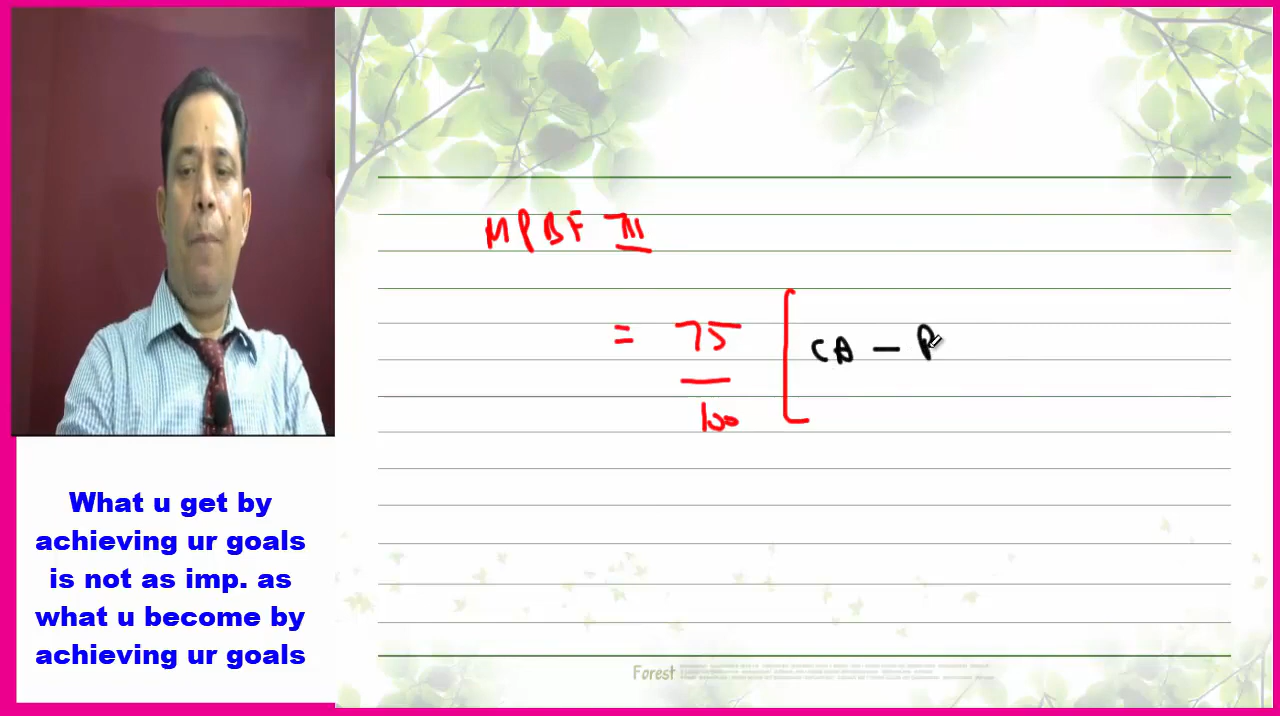 What u get by
achieving ur goals
is not as imp. as
what u become by
achieving ur goals
MPBF III
= 75/100 [ CA – P
Forest